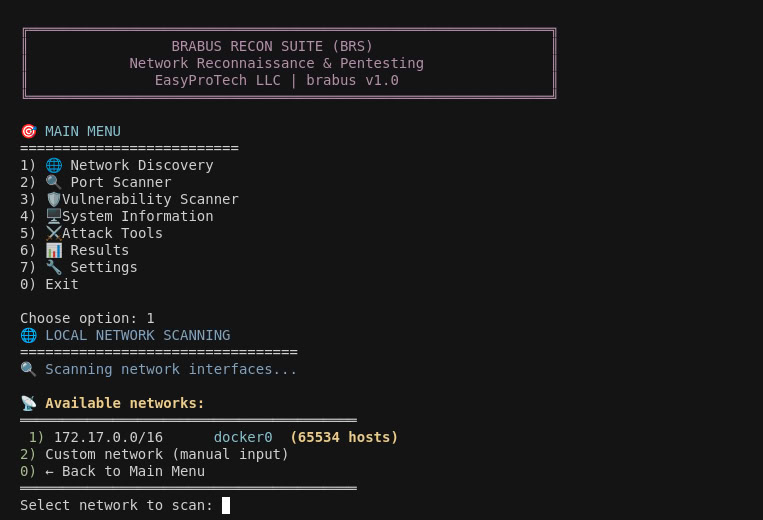 BRABUS RECON SUITE (BRS)
Network Reconnaissance & Pentesting
EasyProTech LLC | brabus v1.0
🎯 MAIN MENU
==========================
1) 🌐 Network Discovery
2) 🔍 Port Scanner
3) 🛡️Vulnerability Scanner
4) 🖥️System Information
5) ⚔️Attack Tools
6) 📊 Results
7) 🔧 Settings
0) Exit
Choose option: 1
🌐 LOCAL NETWORK SCANNING
=================================
🔍 Scanning network interfaces...
📡 Available networks:
════════════════════════════════════════
1) 172.17.0.0/16 docker0 (65534 hosts)
2) Custom network (manual input)
0) ← Back to Main Menu
════════════════════════════════════════
Select network to scan: